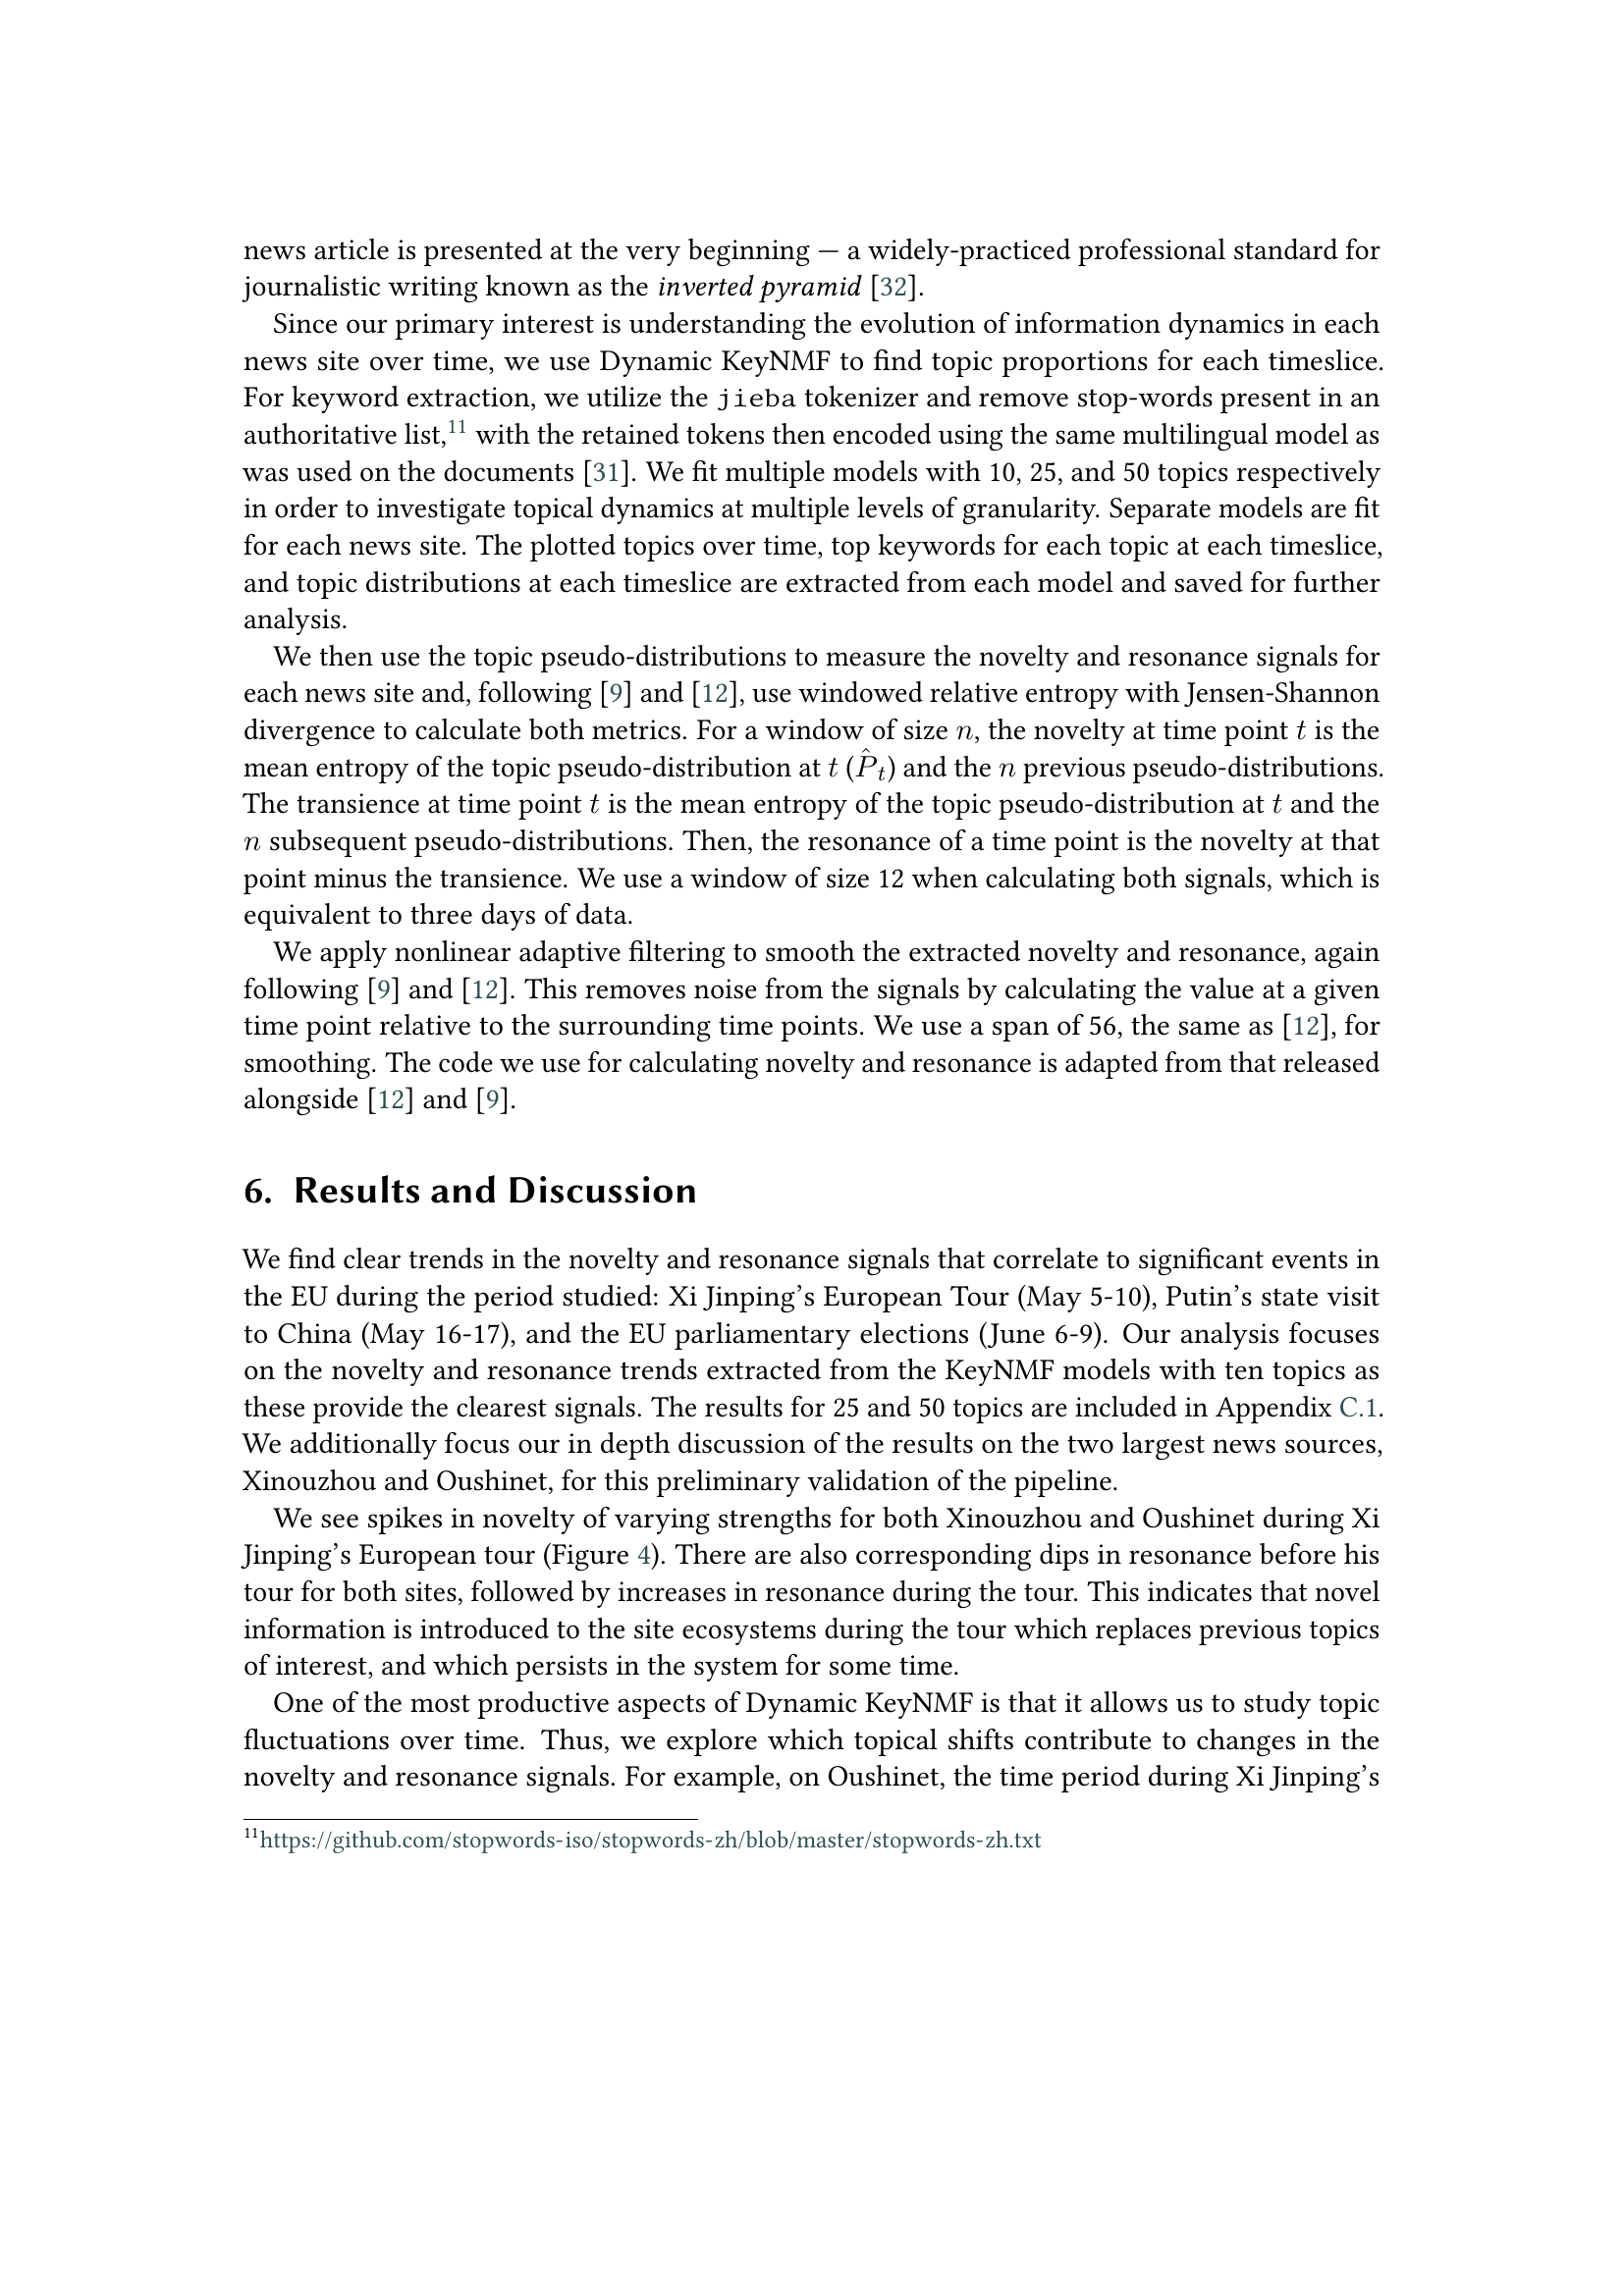 news article is presented at the very beginning — a widely-practiced professional standard for
journalistic writing known as the inverted pyramid [32].
Since our primary interest is understanding the evolution of information dynamics in each
news site over time, we use Dynamic KeyNMF to find topic proportions for each timeslice.
For keyword extraction, we utilize the jieba tokenizer and remove stop-words present in an
authoritative list,11 with the retained tokens then encoded using the same multilingual model as
was used on the documents [31]. We fit multiple models with 10, 25, and 50 topics respectively
in order to investigate topical dynamics at multiple levels of granularity. Separate models are fit
for each news site. The plotted topics over time, top keywords for each topic at each timeslice,
and topic distributions at each timeslice are extracted from each model and saved for further
analysis.
We then use the topic pseudo-distributions to measure the novelty and resonance signals for
each news site and, following [9] and [12], use windowed relative entropy with Jensen-Shannon
divergence to calculate both metrics. For a window of size n, the novelty at time point t is the
mean entropy of the topic pseudo-distribution at t (P̂t) and the n previous pseudo-distributions.
The transience at time point t is the mean entropy of the topic pseudo-distribution at t and the
n subsequent pseudo-distributions. Then, the resonance of a time point is the novelty at that
point minus the transience. We use a window of size 12 when calculating both signals, which is
equivalent to three days of data.
We apply nonlinear adaptive filtering to smooth the extracted novelty and resonance, again
following [9] and [12]. This removes noise from the signals by calculating the value at a given
time point relative to the surrounding time points. We use a span of 56, the same as [12], for
smoothing. The code we use for calculating novelty and resonance is adapted from that released
alongside [12] and [9].
6. Results and Discussion
We find clear trends in the novelty and resonance signals that correlate to significant events in
the EU during the period studied: Xi Jinping’s European Tour (May 5-10), Putin’s state visit
to China (May 16-17), and the EU parliamentary elections (June 6-9). Our analysis focuses
on the novelty and resonance trends extracted from the KeyNMF models with ten topics as
these provide the clearest signals. The results for 25 and 50 topics are included in Appendix C.1.
We additionally focus our in depth discussion of the results on the two largest news sources,
Xinouzhou and Oushinet, for this preliminary validation of the pipeline.
We see spikes in novelty of varying strengths for both Xinouzhou and Oushinet during Xi
Jinping’s European tour (Figure 4). There are also corresponding dips in resonance before his
tour for both sites, followed by increases in resonance during the tour. This indicates that novel
information is introduced to the site ecosystems during the tour which replaces previous topics
of interest, and which persists in the system for some time.
One of the most productive aspects of Dynamic KeyNMF is that it allows us to study topic
fluctuations over time. Thus, we explore which topical shifts contribute to changes in the
novelty and resonance signals. For example, on Oushinet, the time period during Xi Jinping’s
11https://github.com/stopwords-iso/stopwords-zh/blob/master/stopwords-zh.txt